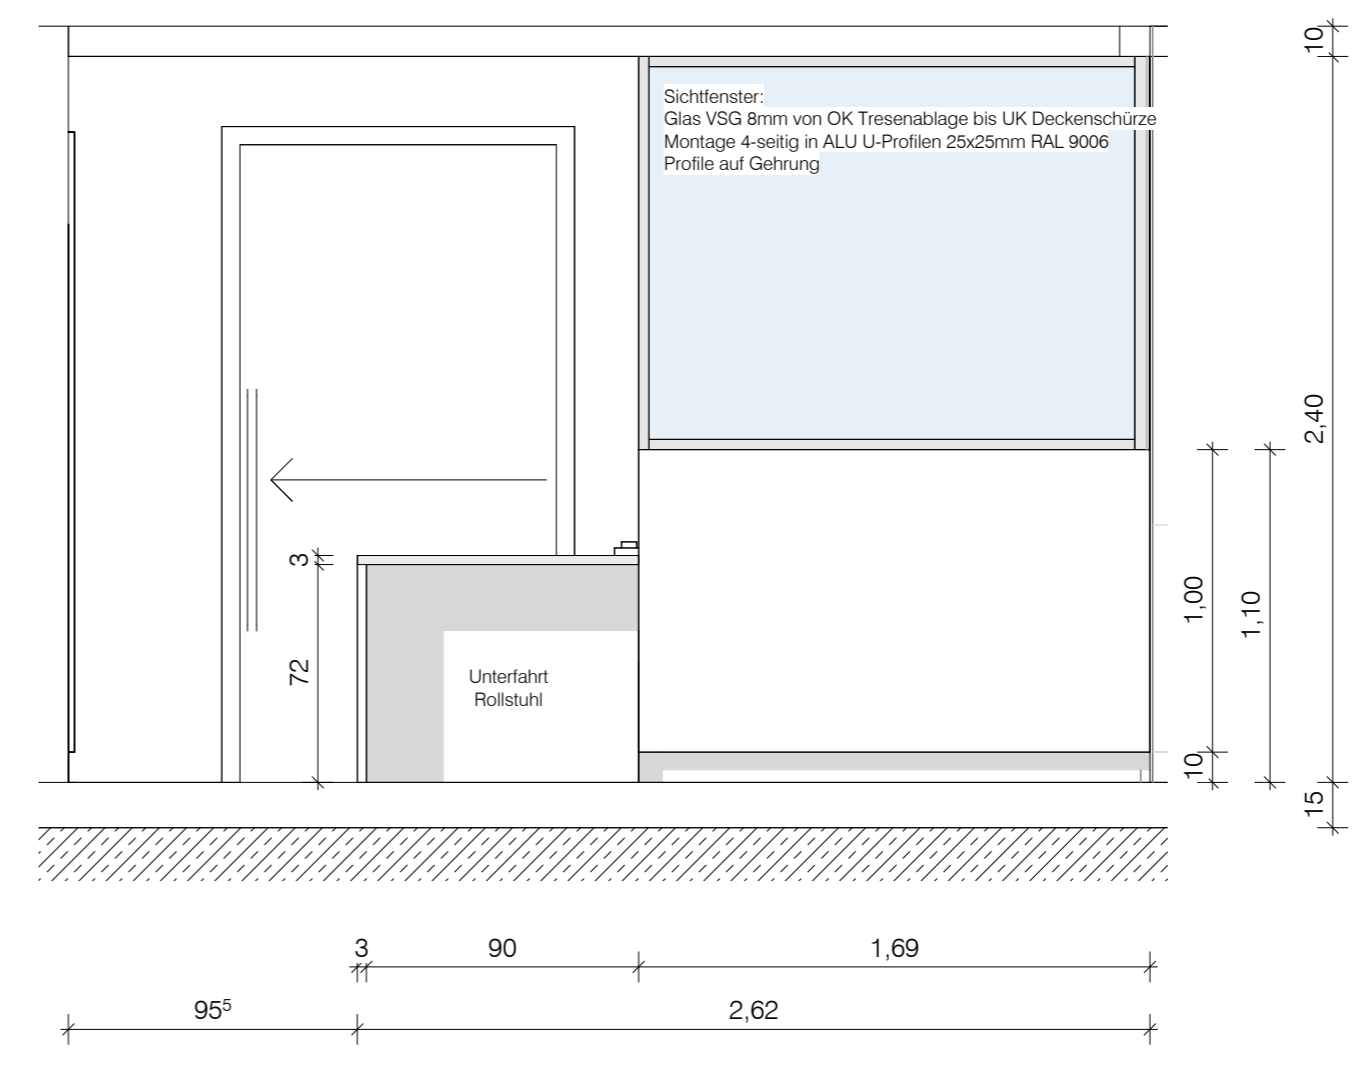 10
Sichtfenster:
Glas VSG 8mm von OK Tresenablage bis UK Deckenschürze
Montage 4-seitig in ALU U-Profilen 25x25mm RAL 9006
Profile auf Gehrung
2,40
3
1,00
1,10
72
Unterfahrt
Rollstuhl
10
15
3
90
1,69
95⁵
2,62